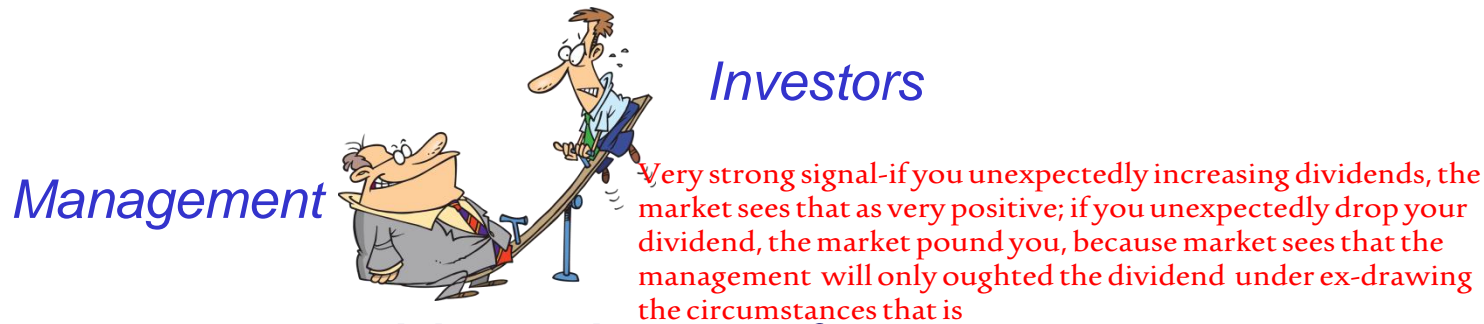 Investors
Management
Very strong signal-if you unexpectedly increasing dividends, the
market sees that as very positive; if you unexpectedly drop your
dividend, the market pound you, because market sees that the
management will only oughted the dividend under ex-drawing
the circumstances that is